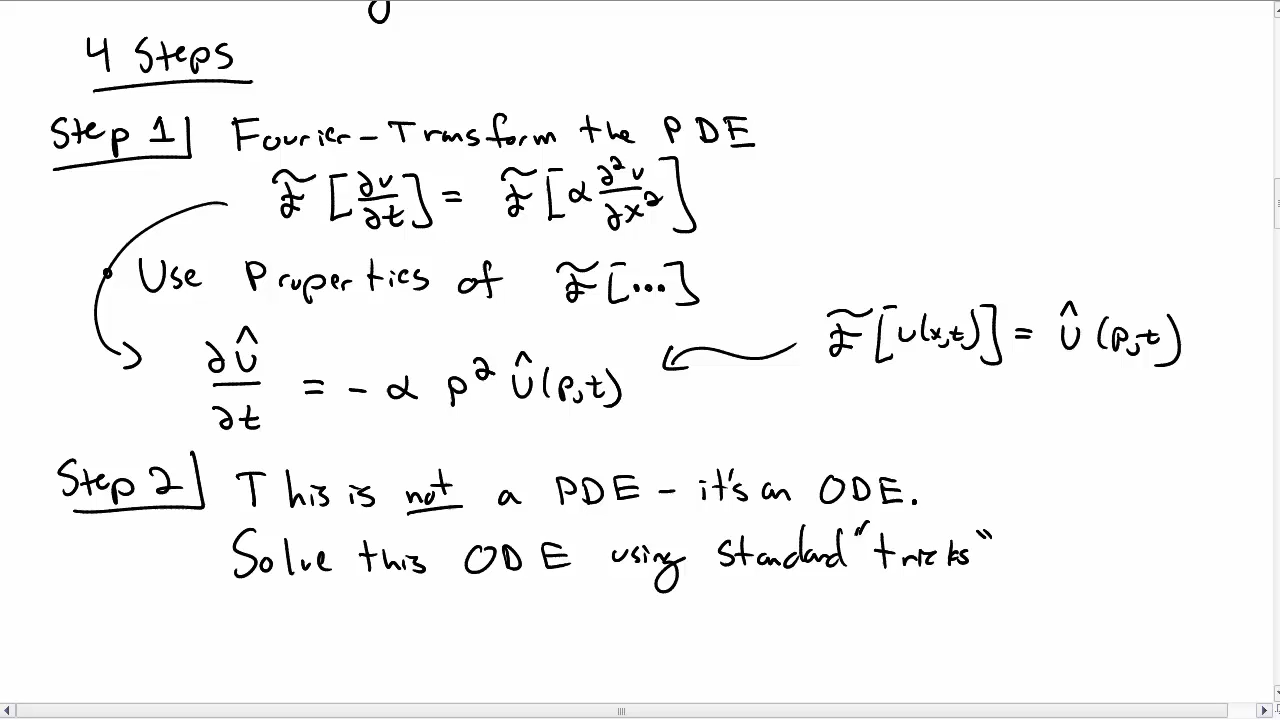 4 Steps
Step 1] Fourier-Transform the PDE
ℱ̃ [∂u/∂t] = ℱ̃ [α ∂²u/∂x²]
Use Properties of ℱ̃ [...]
ℱ̃ [u(x,t)] = û(p,t)
∂û/∂t = -α p² û(p,t)
Step 2] This is not a PDE - it's an ODE.
Solve this ODE using standard "tricks"